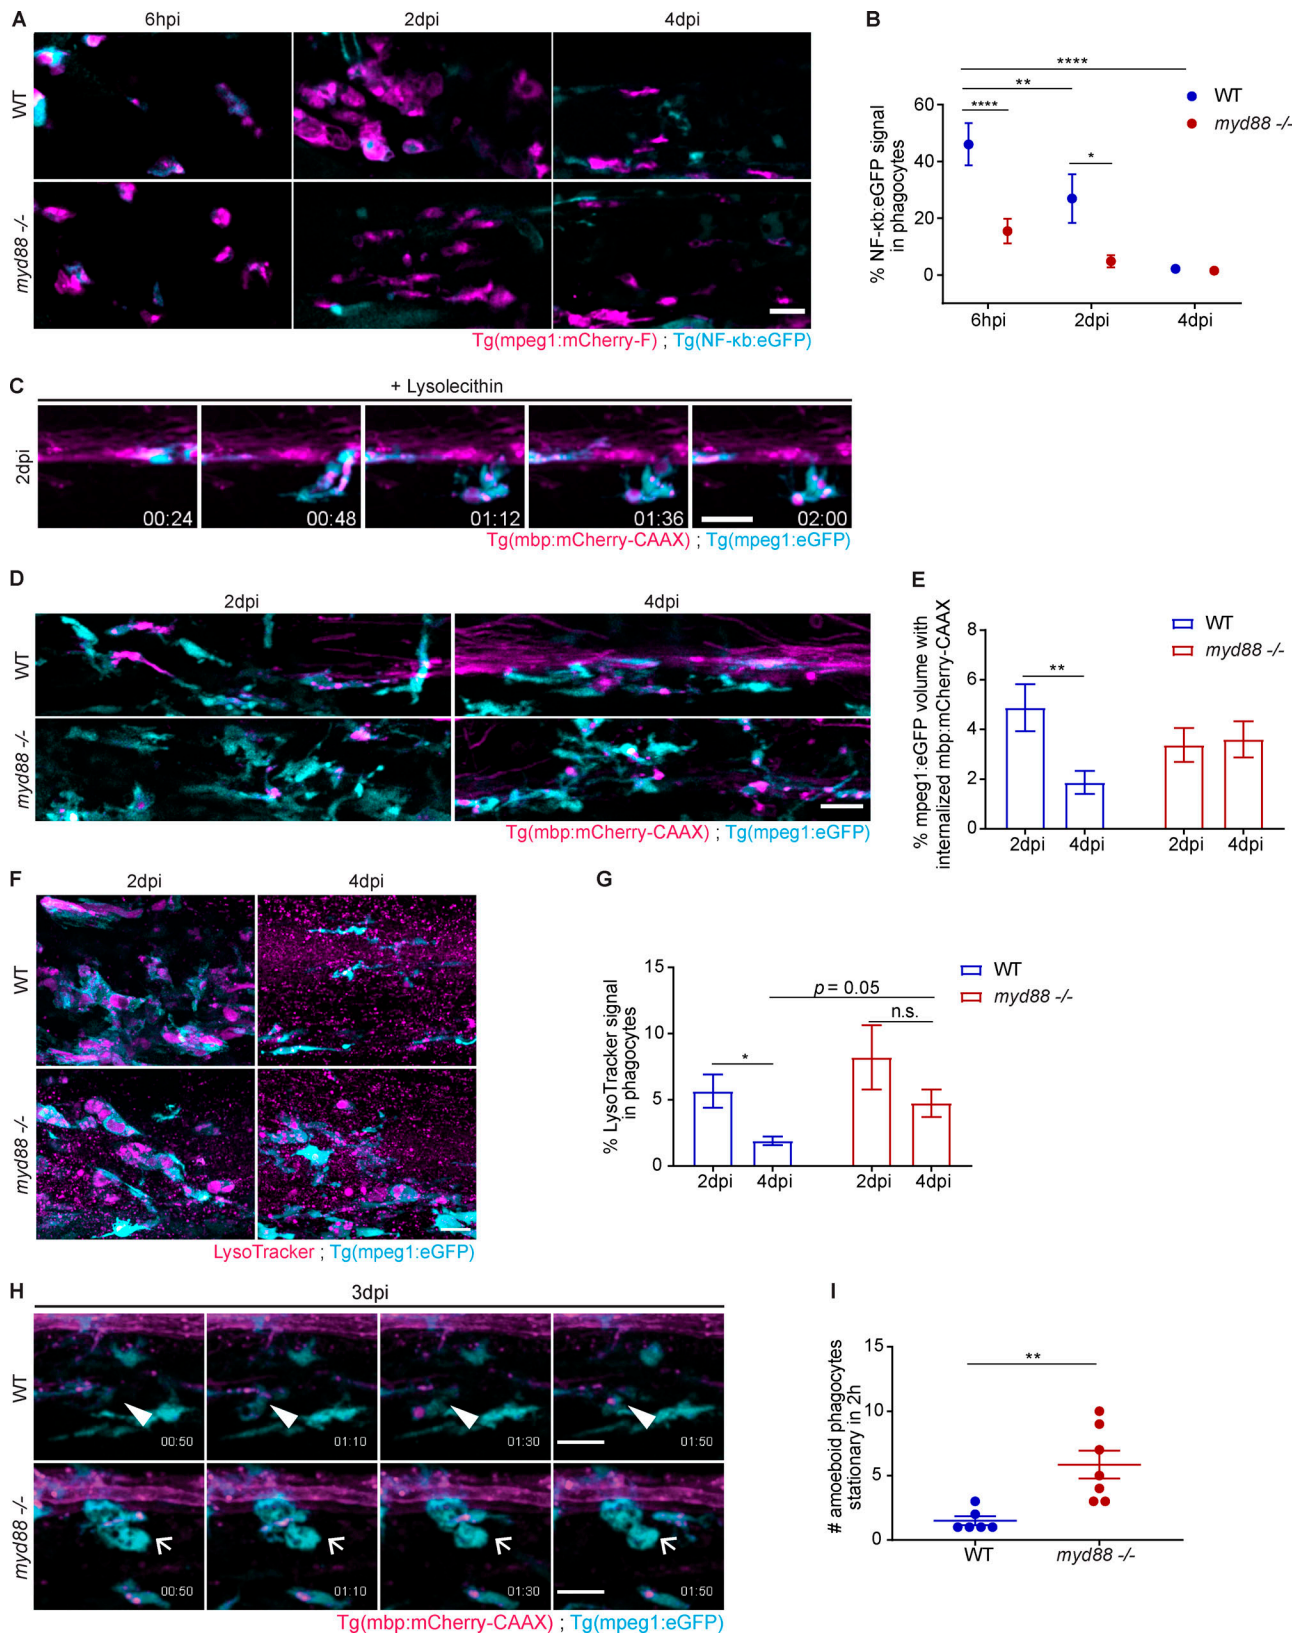 A
6hpi
2dpi
4dpi
WT
myd88 -/-
Tg(mpeg1:mCherry-F) ; Tg(NF-κb:eGFP)
B
% NF-κb:eGFP signal
in phagocytes
60
40
20
0
****
**
****
*
WT
myd88 -/-
6hpi
2dpi
4dpi
C
+ Lysolecithin
2dpi
00:24
00:48
01:12
01:36
02:00
Tg(mbp:mCherry-CAAX) ; Tg(mpeg1:eGFP)
D
2dpi
4dpi
WT
myd88 -/-
Tg(mbp:mCherry-CAAX) ; Tg(mpeg1:eGFP)
E
% mpeg1:eGFP volume with
internalized mbp:mCherry-CAAX
8
6
4
2
0
**
WT
myd88 -/-
2dpi
4dpi
2dpi
4dpi
F
2dpi
4dpi
WT
myd88 -/-
LysoTracker ; Tg(mpeg1:eGFP)
G
% LysoTracker signal
in phagocytes
15
10
5
0
*
p = 0.05
n.s.
WT
myd88 -/-
2dpi
4dpi
2dpi
4dpi
H
3dpi
WT
00:50
01:10
01:30
01:50
myd88 -/-
00:50
01:10
01:30
01:50
Tg(mbp:mCherry-CAAX) ; Tg(mpeg1:eGFP)
I
# amoeboid phagocytes
stationary in 2h
15
10
5
0
**
WT
myd88 -/-